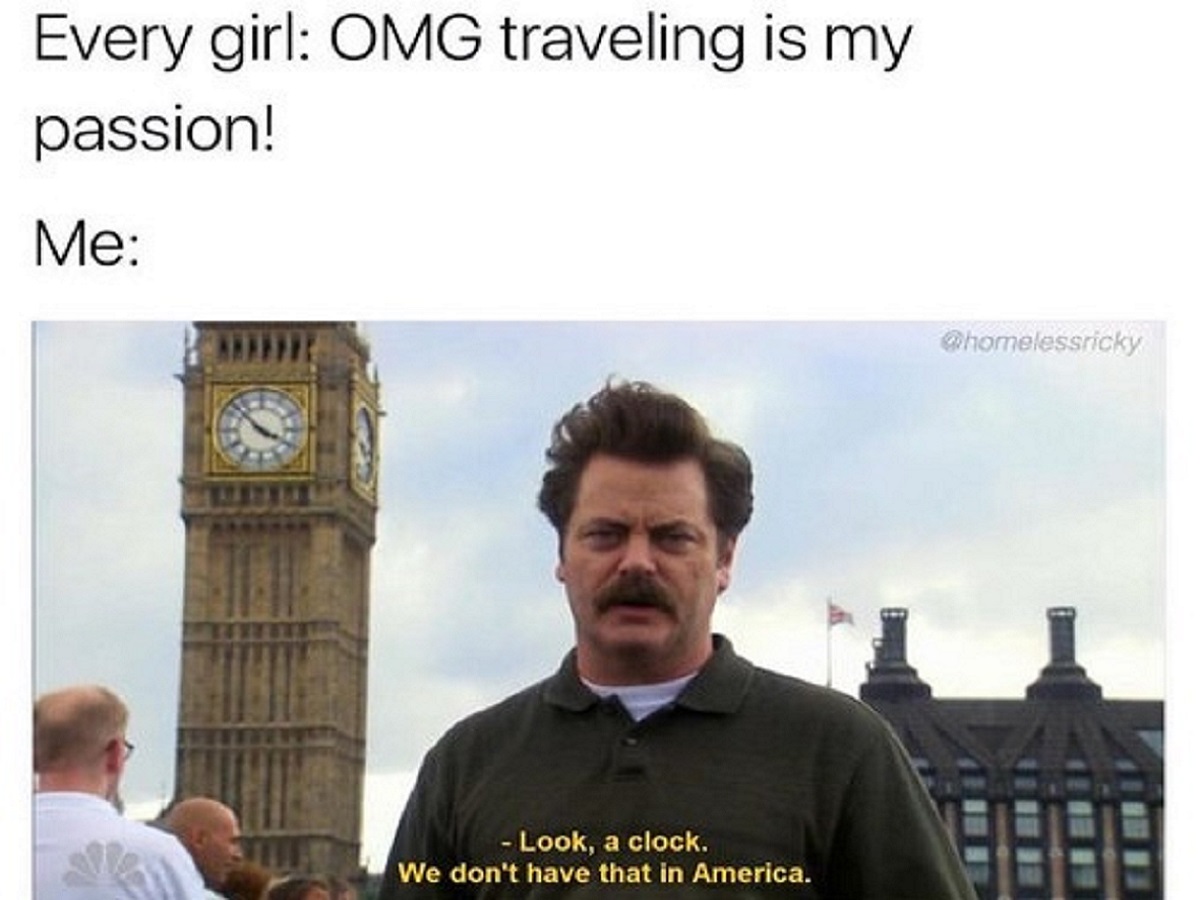 Every girl: OMG traveling is my
passion!
Me:
@homelessricky
- Look, a clock.
We don't have that in America.